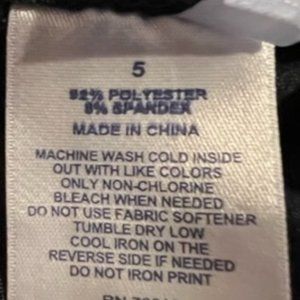 5
92% POLYESTER
8% SPANDEX
MADE IN CHINA
MACHINE WASH COLD INSIDE
OUT WITH LIKE COLORS
ONLY NON-CHLORINE
BLEACH WHEN NEEDED
DO NOT USE FABRIC SOFTENER
TUMBLE DRY LOW
COOL IRON ON THE
REVERSE SIDE IF NEEDED
DO NOT IRON PRINT